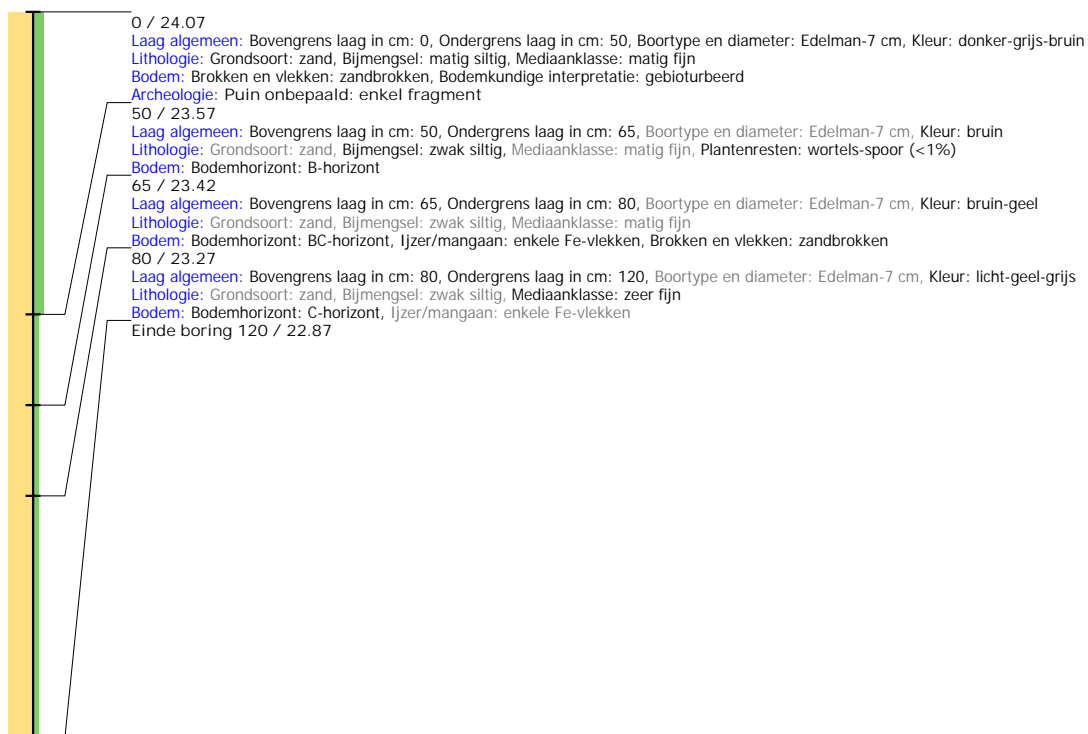 0 / 24.07
Laag algemeen: Bovengrens laag in cm: 0, Ondergrens laag in cm: 50, Boortype en diameter: Edelman-7 cm, Kleur: donker-grijs-bruin
Lithologie: Grondsoort: zand, Bijmengsel: matig siltig, Mediaanklasse: matig fijn
Bodem: Brokken en vlekken: zandbrokken, Bodemkundige interpretatie: gebioturbeerd
Archeologie: Puin onbepaald: enkel fragment
50 / 23.57
Laag algemeen: Bovengrens laag in cm: 50, Ondergrens laag in cm: 65, Boortype en diameter: Edelman-7 cm, Kleur: bruin
Lithologie: Grondsoort: zand, Bijmengsel: zwak siltig, Mediaanklasse: matig fijn, Plantenresten: wortels-spoor (<1%)
Bodem: Bodemhorizont: B-horizont
65 / 23.42
Laag algemeen: Bovengrens laag in cm: 65, Ondergrens laag in cm: 80, Boortype en diameter: Edelman-7 cm, Kleur: bruin-geel
Lithologie: Grondsoort: zand, Bijmengsel: zwak siltig, Mediaanklasse: matig fijn
Bodem: Bodemhorizont: BC-horizont, Ijzer/mangaan: enkele Fe-vlekken, Brokken en vlekken: zandbrokken
80 / 23.27
Laag algemeen: Bovengrens laag in cm: 80, Ondergrens laag in cm: 120, Boortype en diameter: Edelman-7 cm, Kleur: licht-geel-grijs
Lithologie: Grondsoort: zand, Bijmengsel: zwak siltig, Mediaanklasse: zeer fijn
Bodem: Bodemhorizont: C-horizont, Ijzer/mangaan: enkele Fe-vlekken
Einde boring 120 / 22.87